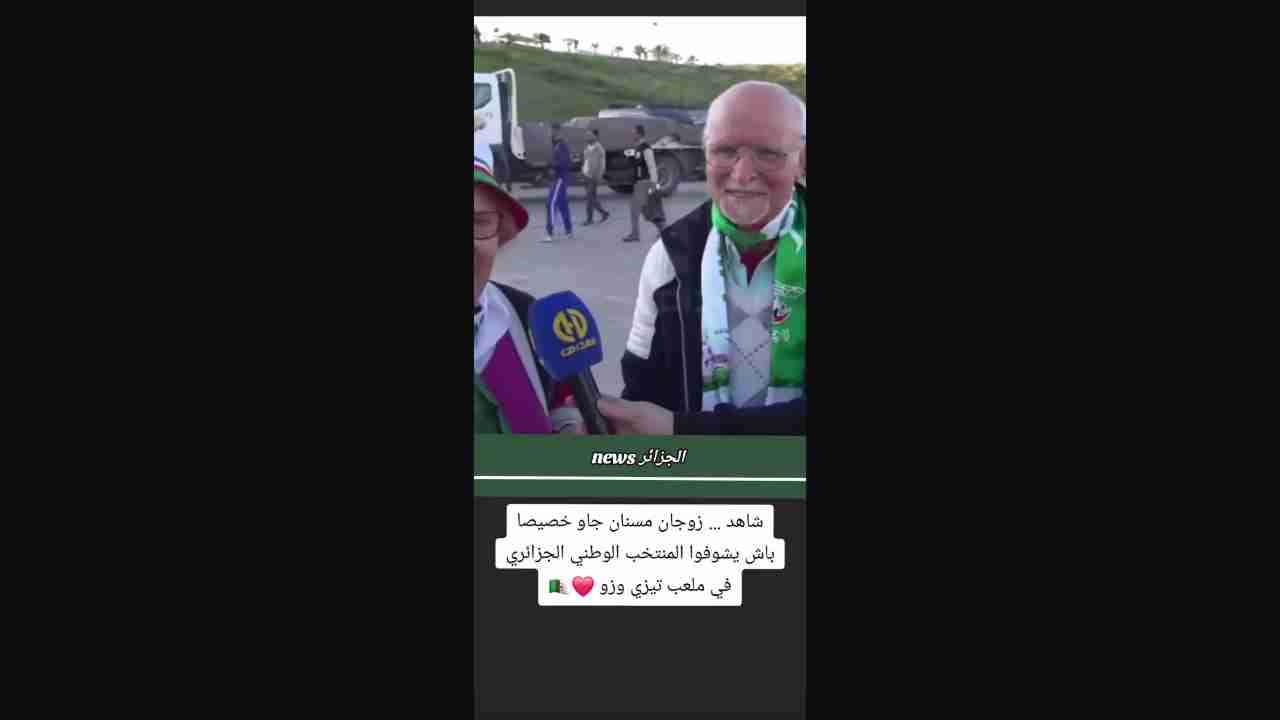 الجزائر news
شاهد ... زوجان مسنان جاو خصيصا
باش يشوفوا المنتخب الوطني الجزائري
في ملعب تيزي وزو ❤️🇩🇿